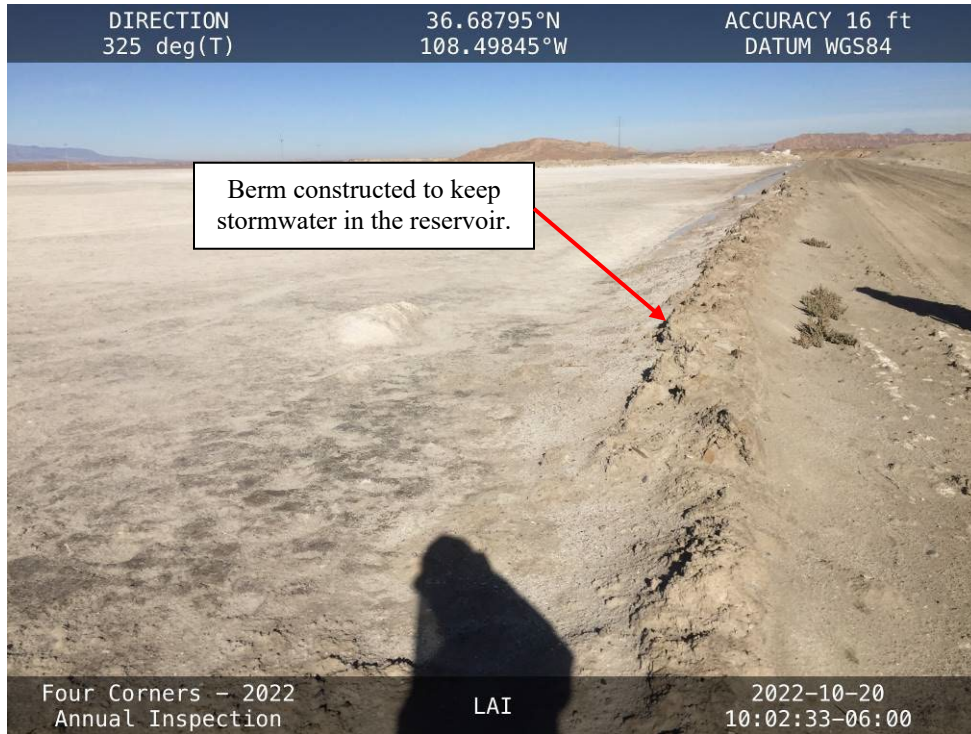 DIRECTION
325 deg(T)
36.68795°N
108.49845°W
ACCURACY 16 ft
DATUM WGS84
Berm constructed to keep
stormwater in the reservoir.
Four Corners – 2022
Annual Inspection
LAI
2022–10–20
10:02:33–06:00